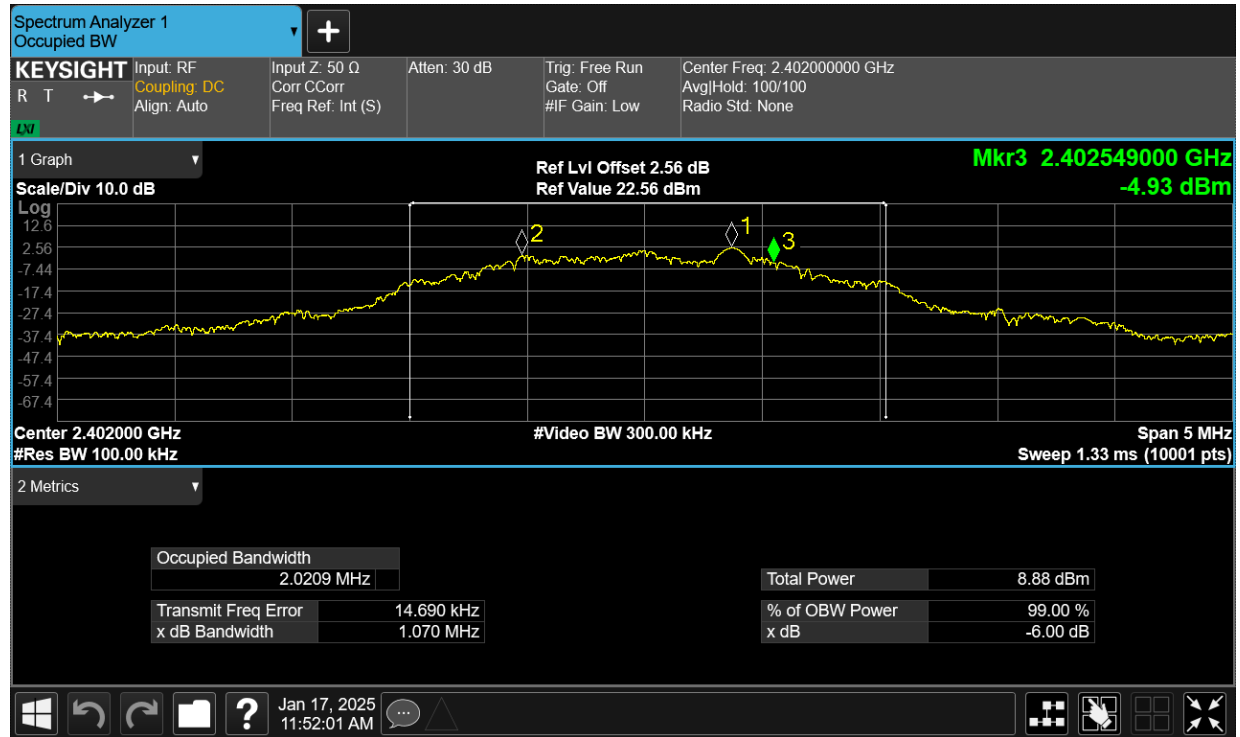 Spectrum Analyzer 1
Occupied BW
KEYSIGHT
R T
LXI
Input: RF
Coupling: DC
Align: Auto
Input Z: 50 Ω
Corr CCorr
Freq Ref: Int (S)
Atten: 30 dB
Trig: Free Run
Gate: Off
#IF Gain: Low
Center Freq: 2.402000000 GHz
Avg|Hold: 100/100
Radio Std: None
1 Graph
Scale/Div 10.0 dB
Ref Lvl Offset 2.56 dB
Ref Value 22.56 dBm
Mkr3 2.402549000 GHz
-4.93 dBm
Log
12.6
2.56
-7.44
-17.4
-27.4
-37.4
-47.4
-57.4
-67.4
2
1
3
Center 2.402000 GHz
#Res BW 100.00 kHz
#Video BW 300.00 kHz
Span 5 MHz
Sweep 1.33 ms (10001 pts)
2 Metrics
Occupied Bandwidth
2.0209 MHz
Transmit Freq Error 14.690 kHz
x dB Bandwidth 1.070 MHz
Total Power 8.88 dBm
% of OBW Power 99.00 %
x dB -6.00 dB
?
Jan 17, 2025
11:52:01 AM